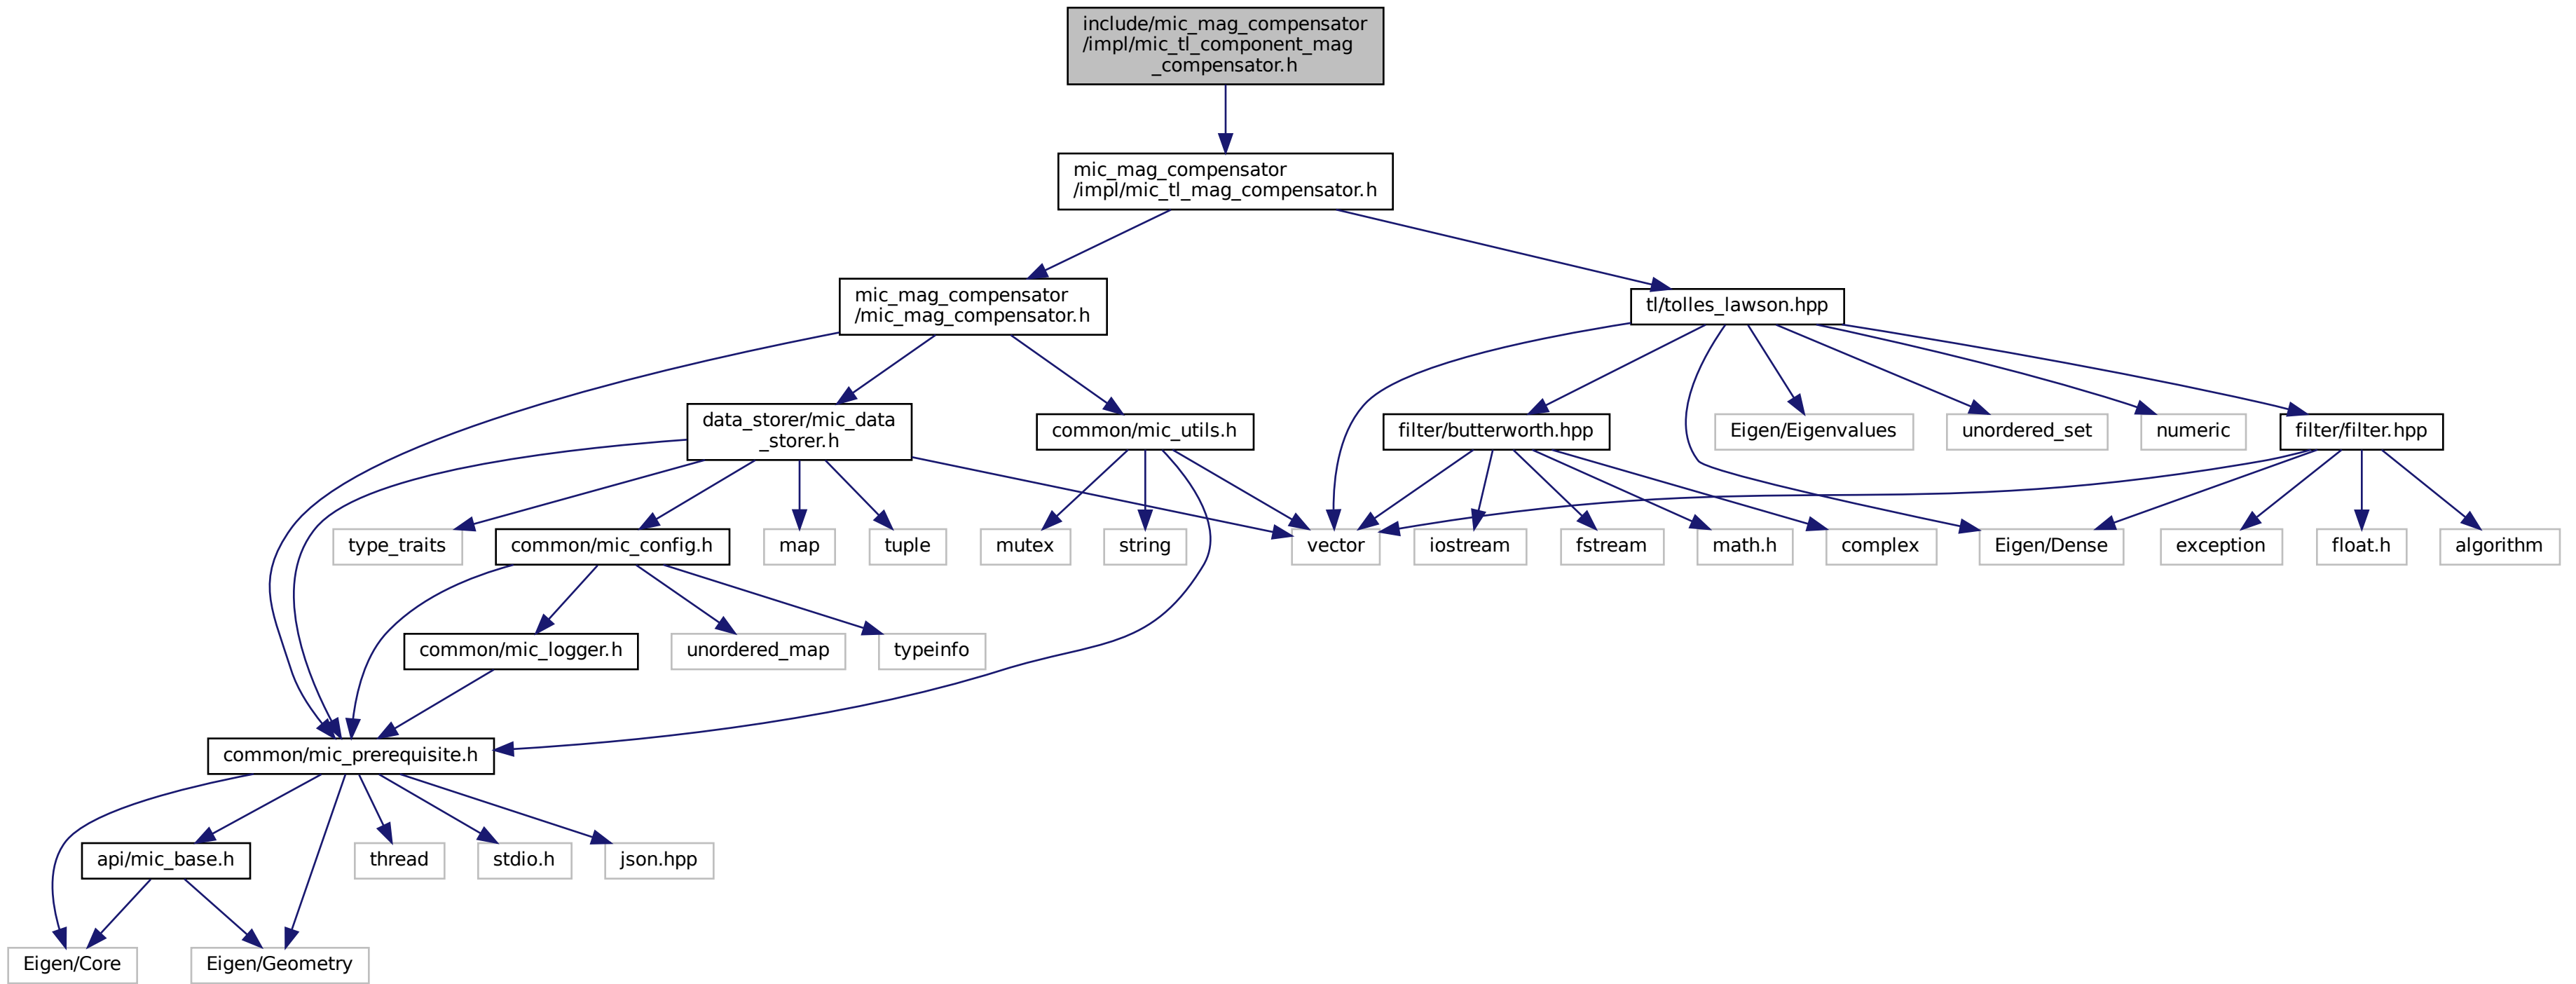 include/mic_mag_compensator
/impl/mic_tl_component_mag
_compensator.h
mic_mag_compensator
/impl/mic_tl_mag_compensator.h
mic_mag_compensator
/mic_mag_compensator.h
tl/tolles_lawson.hpp
data_storer/mic_data
_storer.h
common/mic_utils.h
filter/butterworth.hpp
Eigen/Eigenvalues
unordered_set
numeric
filter/filter.hpp
type_traits
common/mic_config.h
map
tuple
mutex
string
vector
iostream
fstream
math.h
complex
Eigen/Dense
exception
float.h
algorithm
common/mic_logger.h
unordered_map
typeinfo
common/mic_prerequisite.h
api/mic_base.h
thread
stdio.h
json.hpp
Eigen/Core
Eigen/Geometry